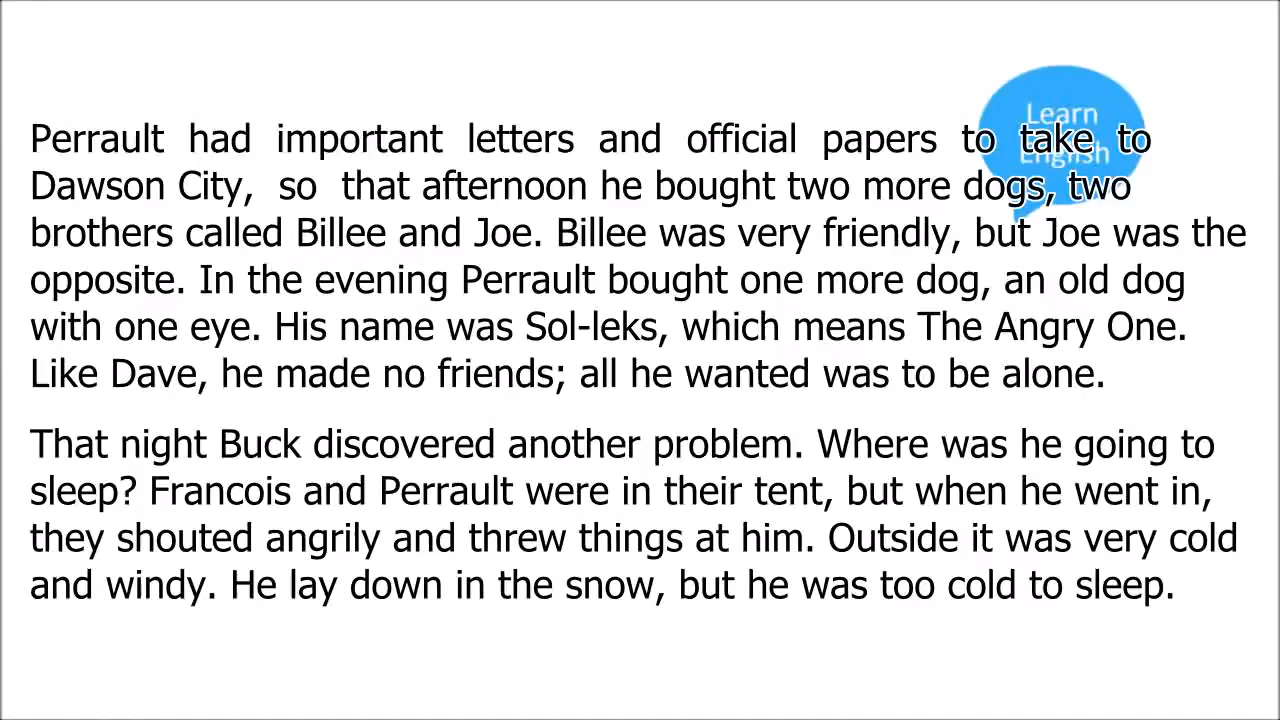 Learn
English
Perrault had important letters and official papers to take to
Dawson City, so that afternoon he bought two more dogs, two
brothers called Billee and Joe. Billee was very friendly, but Joe was the
opposite. In the evening Perrault bought one more dog, an old dog
with one eye. His name was Sol-leks, which means The Angry One.
Like Dave, he made no friends; all he wanted was to be alone.
That night Buck discovered another problem. Where was he going to
sleep? Francois and Perrault were in their tent, but when he went in,
they shouted angrily and threw things at him. Outside it was very cold
and windy. He lay down in the snow, but he was too cold to sleep.